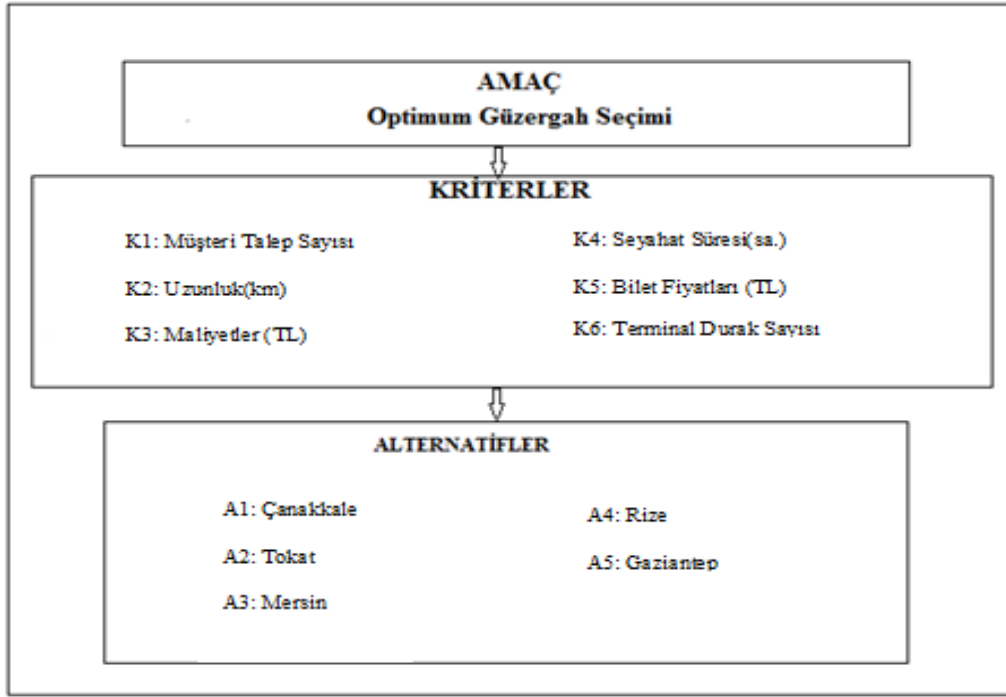 AMAÇ
Optimum Güzergah Seçimi
KRİTERLER
K1: Müşteri Talep Sayısı
K2: Uzunluk(km)
K3: Maliyetler (TL)
K4: Seyahat Süresi(sa.)
K5: Bilet Fiyatları (TL)
K6: Terminal Durak Sayısı
ALTERNATİFLER
A1: Çanakkale
A2: Tokat
A3: Mersin
A4: Rize
A5: Gaziantep